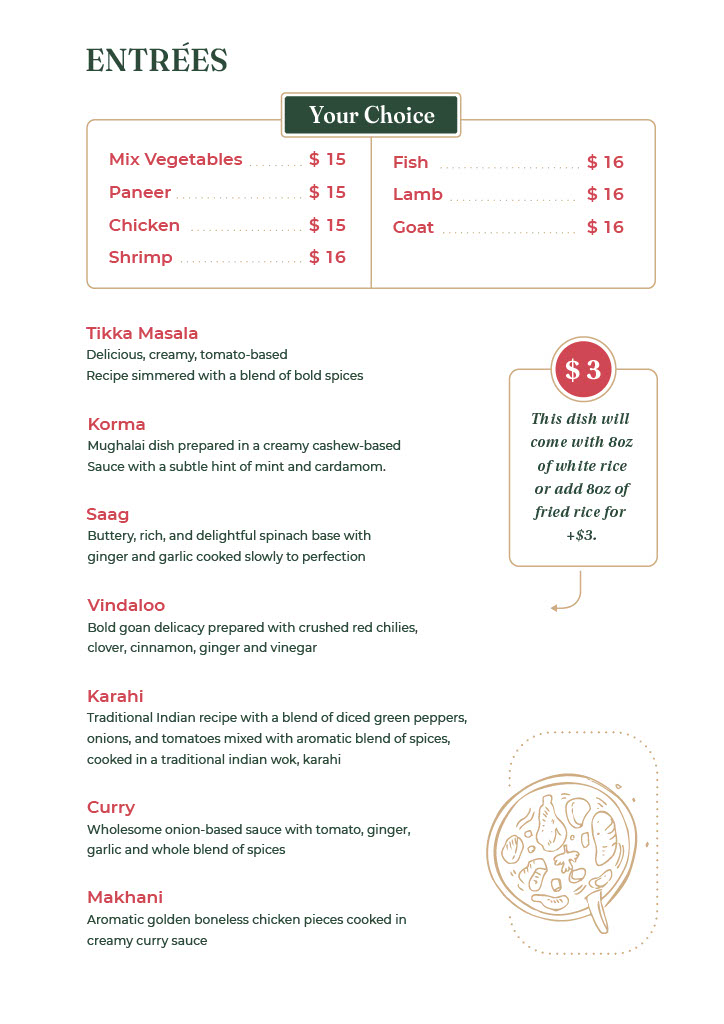 ENTRÉES
Your Choice
Mix Vegetables ........ $ 15
Paneer ................... $ 15
Chicken ................. $ 15
Shrimp .................. $ 16
Fish ..................... $ 16
Lamb ................... $ 16
Goat .................... $ 16
Tikka Masala
Delicious, creamy, tomato-based
Recipe simmered with a blend of bold spices
Korma
Mughalai dish prepared in a creamy cashew-based
Sauce with a subtle hint of mint and cardamom.
Saag
Buttery, rich, and delightful spinach base with
ginger and garlic cooked slowly to perfection
Vindaloo
Bold goan delicacy prepared with crushed red chilies,
clover, cinnamon, ginger and vinegar
Karahi
Traditional Indian recipe with a blend of diced green peppers,
onions, and tomatoes mixed with aromatic blend of spices,
cooked in a traditional indian wok, karahi
Curry
Wholesome onion-based sauce with tomato, ginger,
garlic and whole blend of spices
Makhani
Aromatic golden boneless chicken pieces cooked in
creamy curry sauce
$ 3
This dish will
come with 8oz
of white rice
or add 8oz of
fried rice for
+$3.